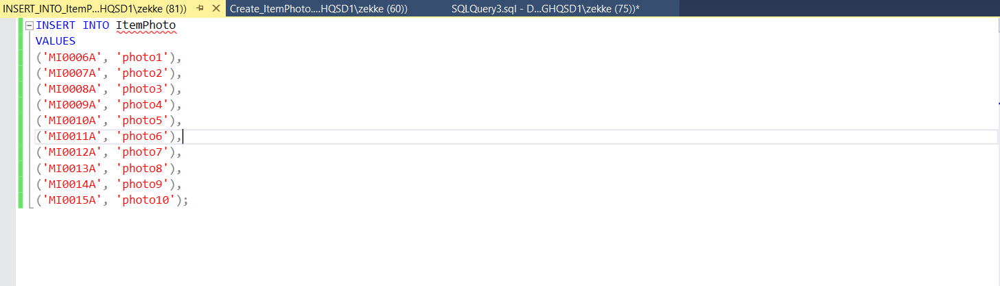 INSERT_INTO_ItemP...HQSD1\zekke (81))
Create_ItemPhoto....HQSD1\zekke (60))
SQLQuery3.sql - D...GHQSD1\zekke (75))*
INSERT INTO ItemPhoto
VALUES
('MI0006A', 'photo1'),
('MI0007A', 'photo2'),
('MI0008A', 'photo3'),
('MI0009A', 'photo4'),
('MI0010A', 'photo5'),
('MI0011A', 'photo6'),
('MI0012A', 'photo7'),
('MI0013A', 'photo8'),
('MI0014A', 'photo9'),
('MI0015A', 'photo10');